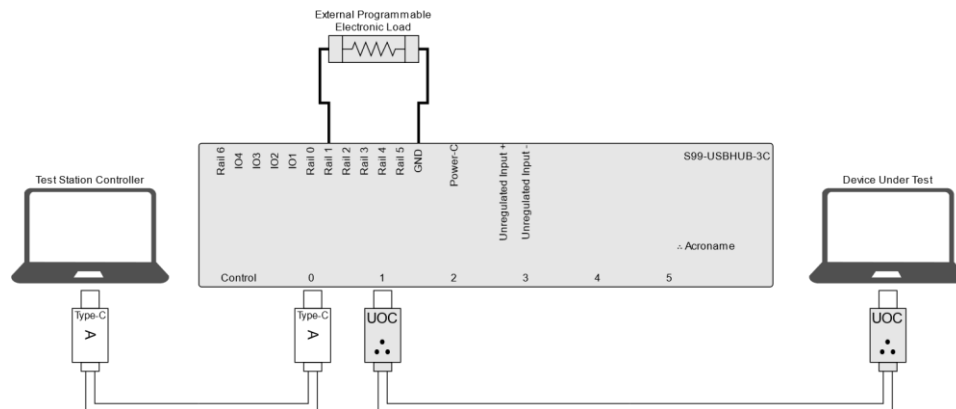 External Programmable
Electronic Load
Rail 6
IO4
IO3
IO2
IO1
Rail 0
Rail 1
Rail 2
Rail 3
Rail 4
Rail 5
GND
Power-C
Unregulated Input +
Unregulated Input -
S99-USBHUB-3C
Test Station Controller
Device Under Test
Acroname
Control
0
1
2
3
4
5
Type-C
A
Type-C
A
UOC
UOC